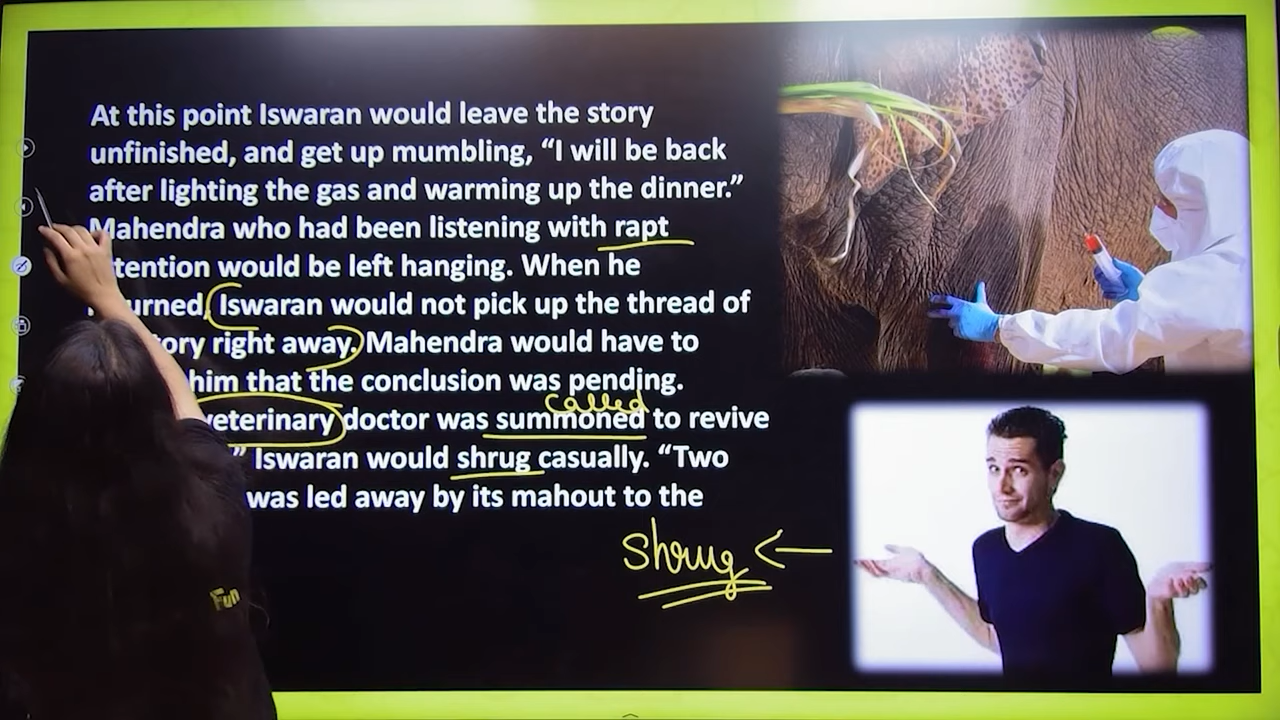 At this point Iswaran would leave the story
unfinished, and get up mumbling, “I will be back
after lighting the gas and warming up the dinner.”
Mahendra who had been listening with rapt
tention would be left hanging. When he
urned, Iswaran would not pick up the thread of
ory right away. Mahendra would have to
him that the conclusion was pending.
called
veterinary doctor was summoned to revive
” Iswaran would shrug casually. “Two
was led away by its mahout to the
Shrug
Fun